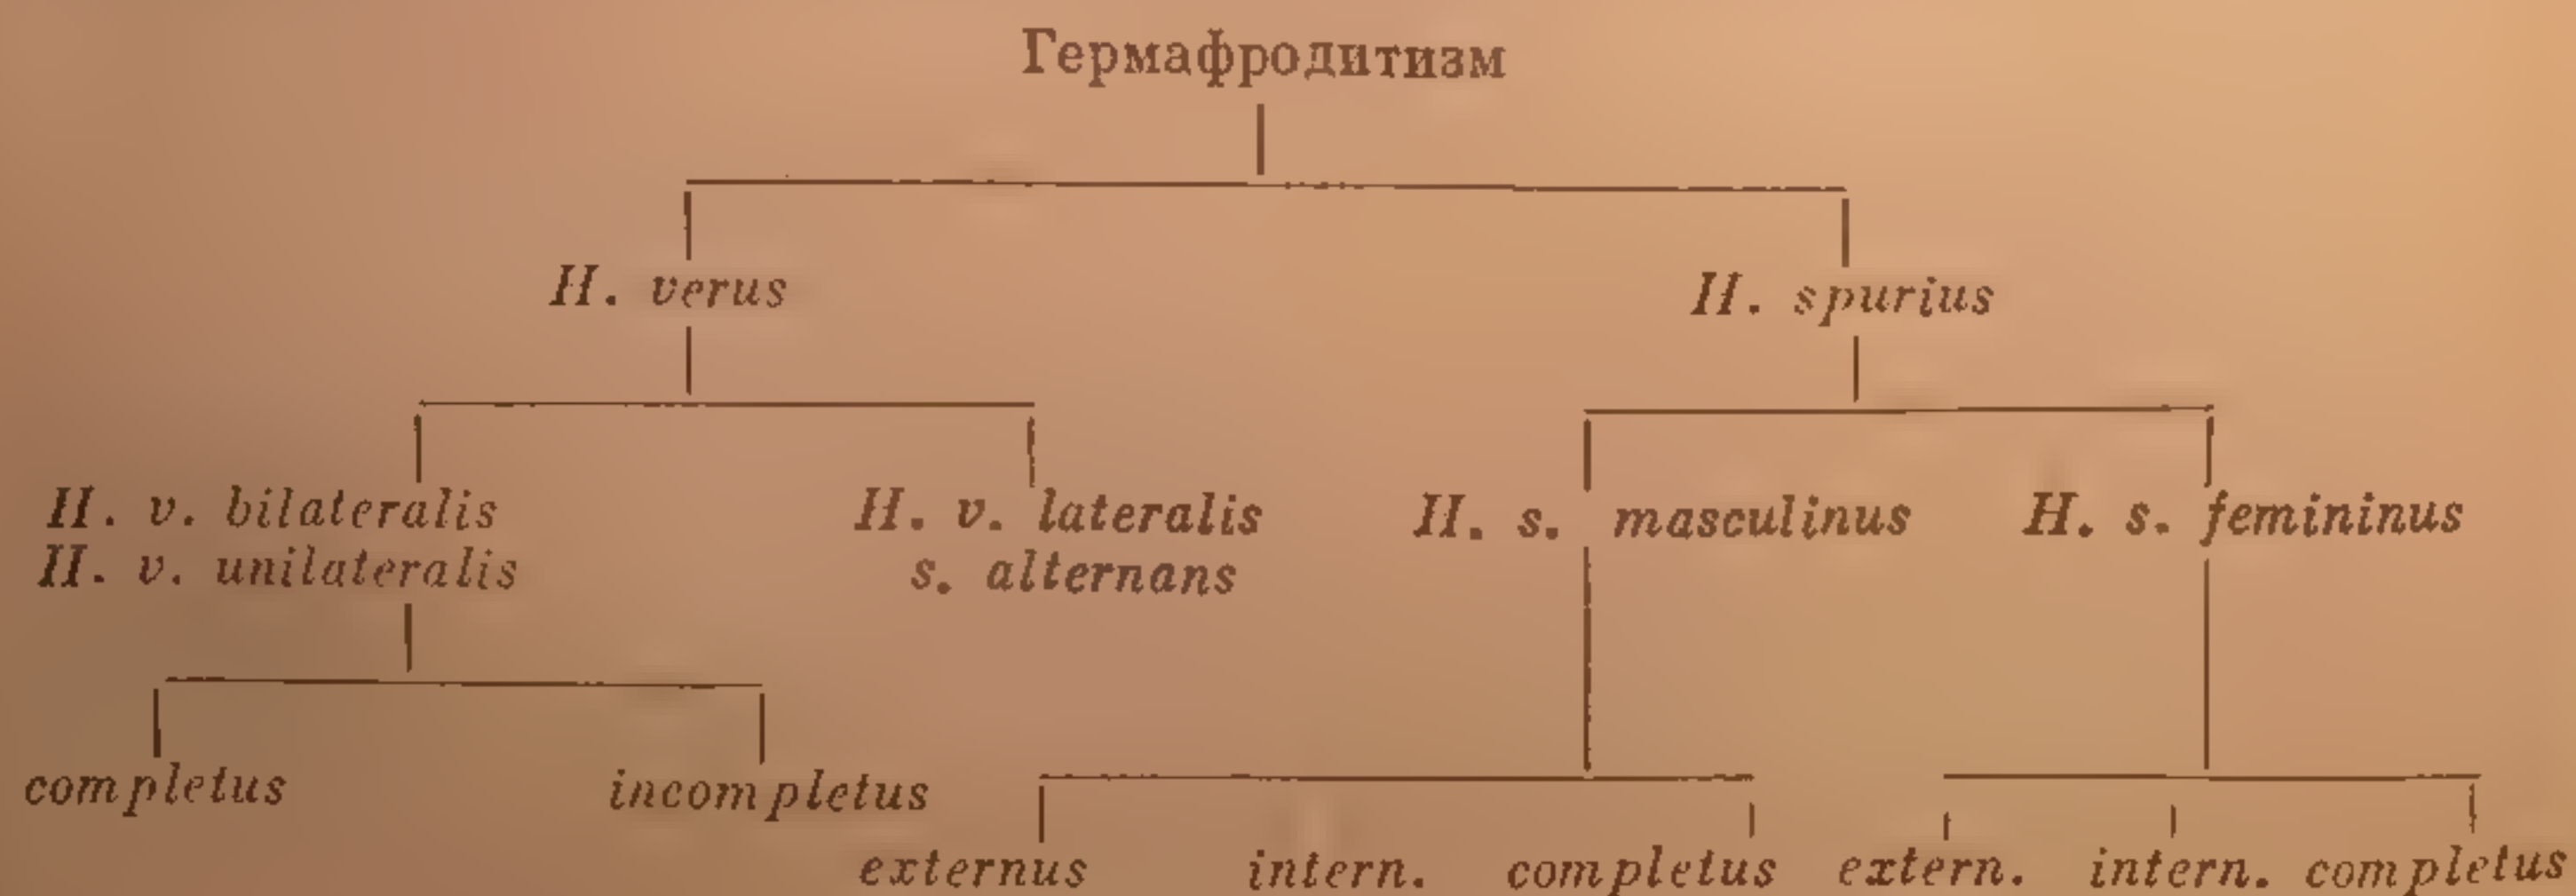 Гермафродитизм
H. verus
H. spurius
H. v. bilateralis
H. v. unilateralis
H. v. lateralis
s. alternans
H. s. masculinus
H. s. femininus
completus
incompletus
externus
intern.
completus
extern.
intern.
completus